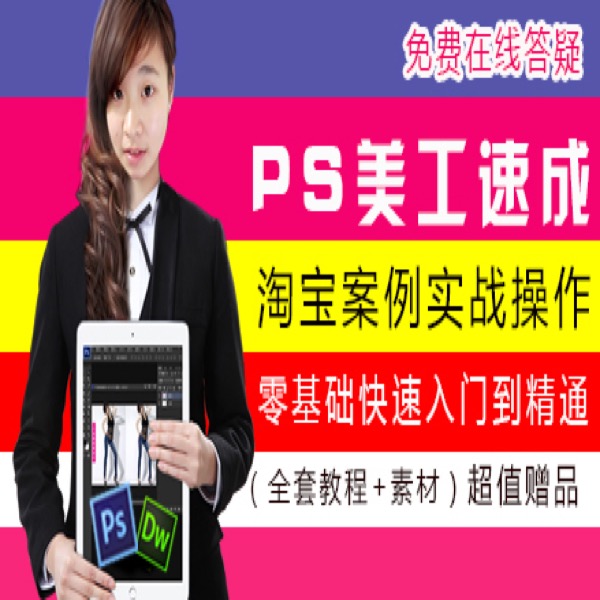 免费在线答疑
PS美工速成
淘宝案例实战操作
零基础快速入门到精通
（全套教程+素材）超值赠品
Ps
Dw